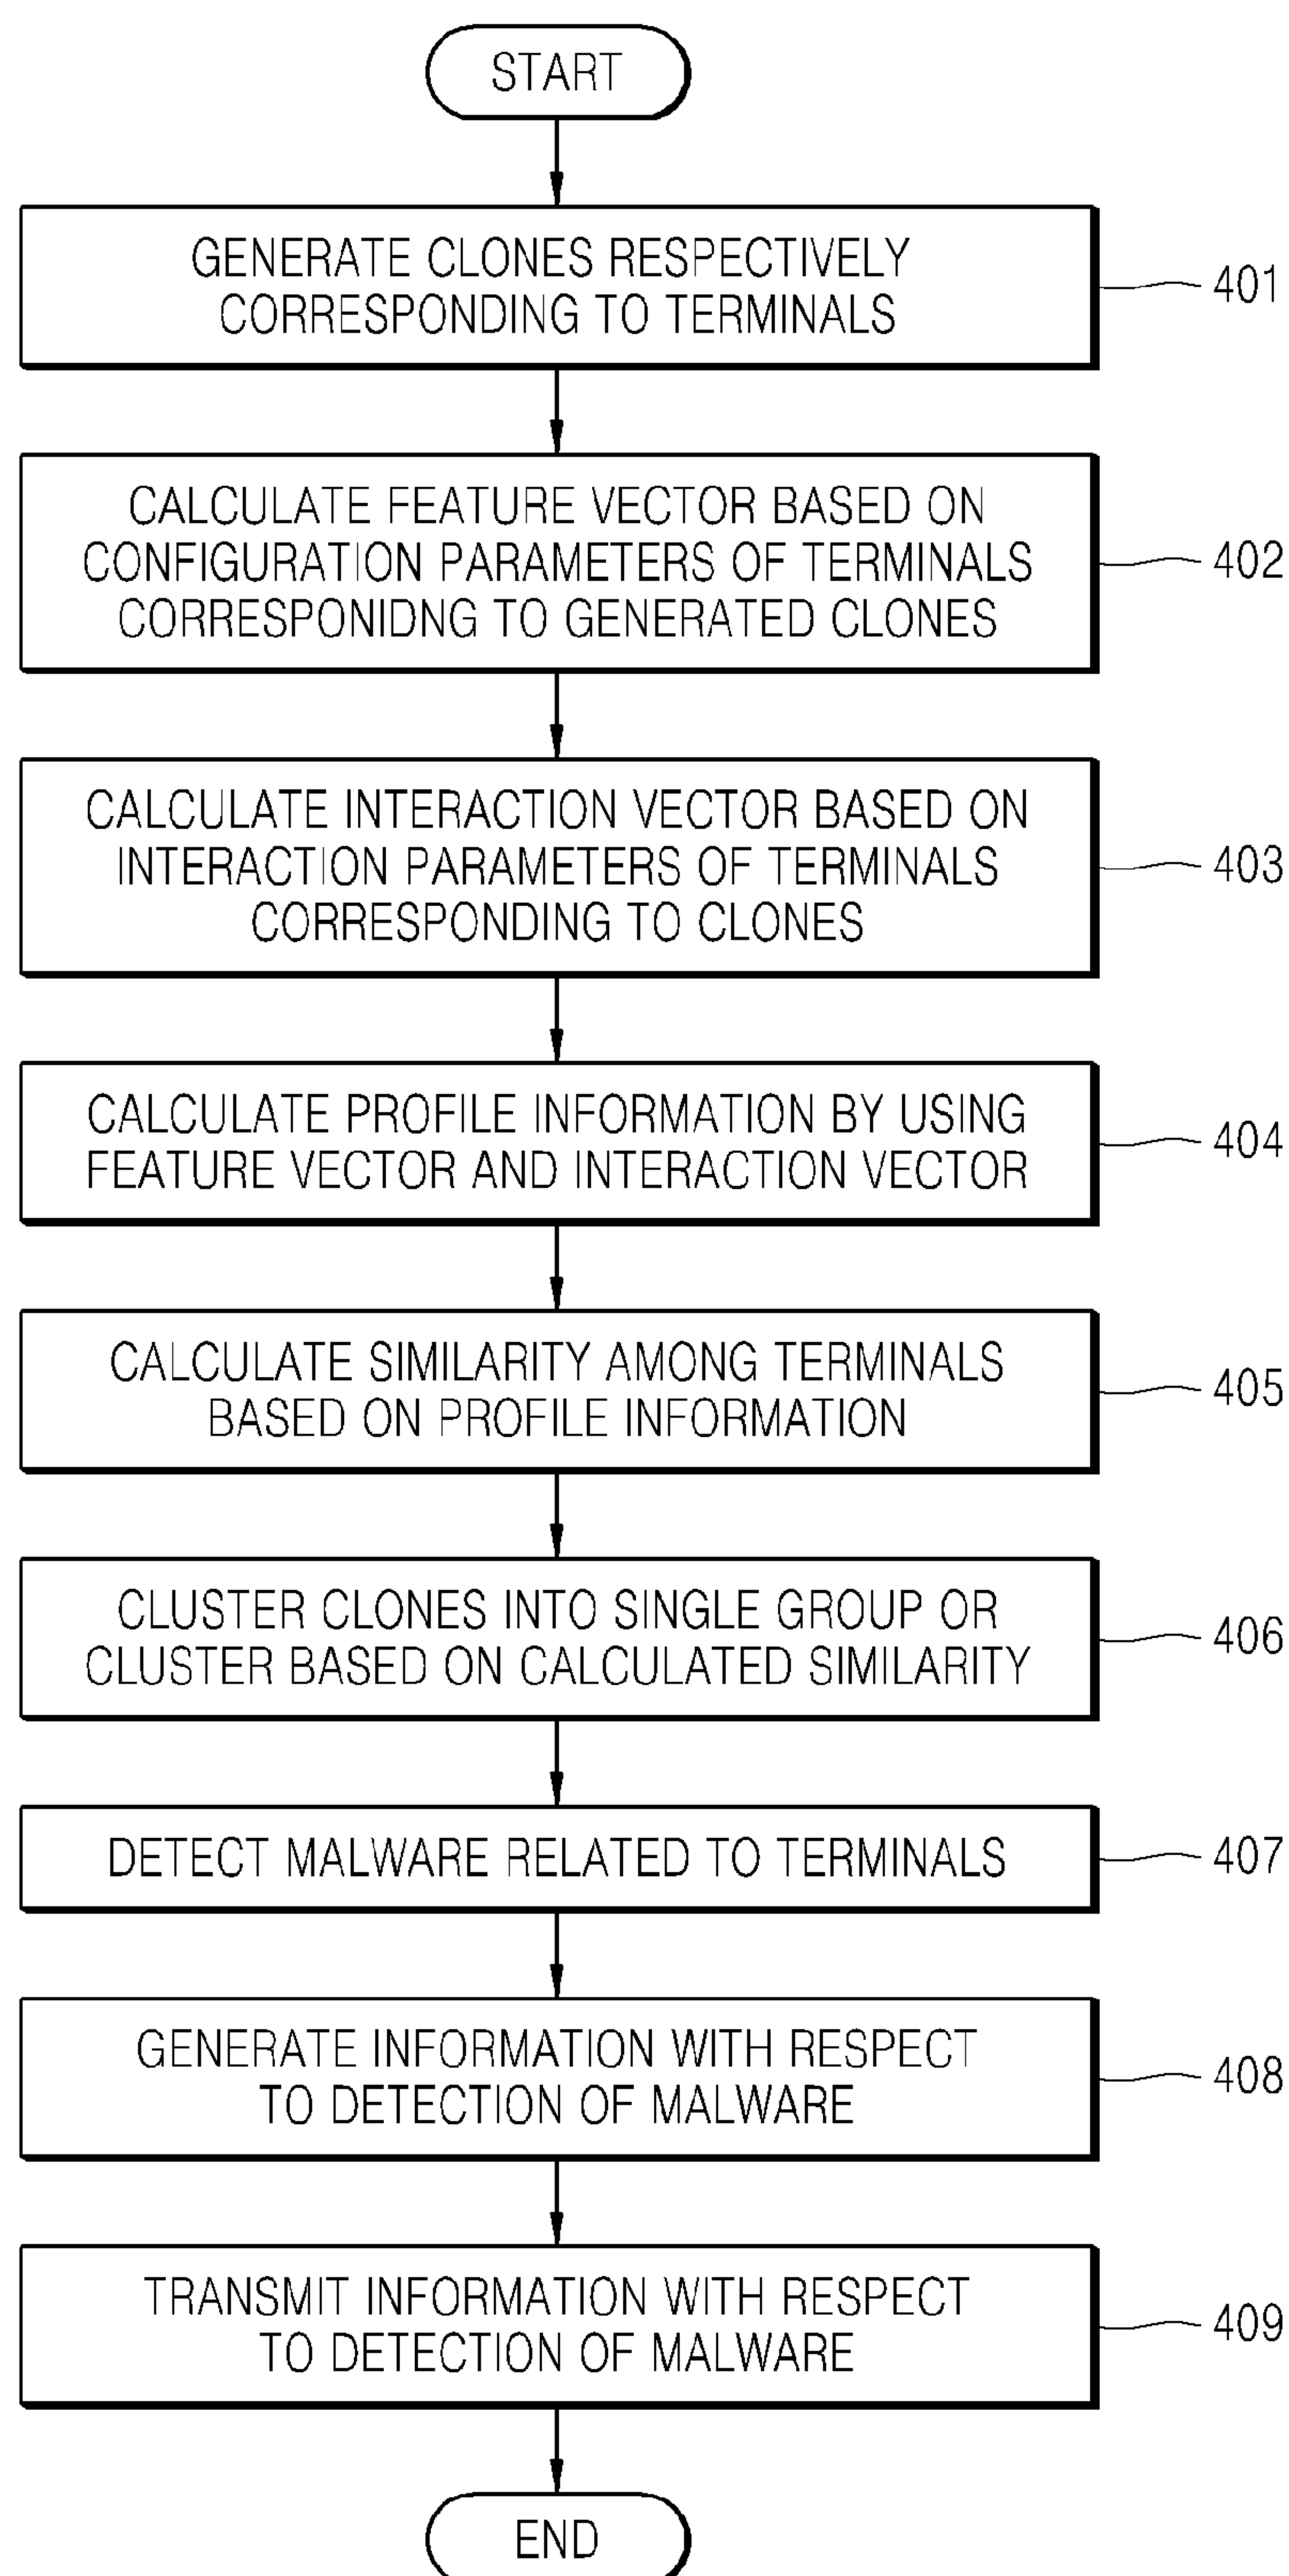 START
GENERATE CLONES RESPECTIVELY
CORRESPONDING TO TERMINALS
401
CALCULATE FEATURE VECTOR BASED ON
CONFIGURATION PARAMETERS OF TERMINALS
CORRESPONIDNG TO GENERATED CLONES
402
CALCULATE INTERACTION VECTOR BASED ON
INTERACTION PARAMETERS OF TERMINALS
CORRESPONDING TO CLONES
403
CALCULATE PROFILE INFORMATION BY USING
FEATURE VECTOR AND INTERACTION VECTOR
404
CALCULATE SIMILARITY AMONG TERMINALS
BASED ON PROFILE INFORMATION
405
CLUSTER CLONES INTO SINGLE GROUP OR
CLUSTER BASED ON CALCULATED SIMILARITY
406
DETECT MALWARE RELATED TO TERMINALS
407
GENERATE INFORMATION WITH RESPECT
TO DETECTION OF MALWARE
408
TRANSMIT INFORMATION WITH RESPECT
TO DETECTION OF MALWARE
409
END